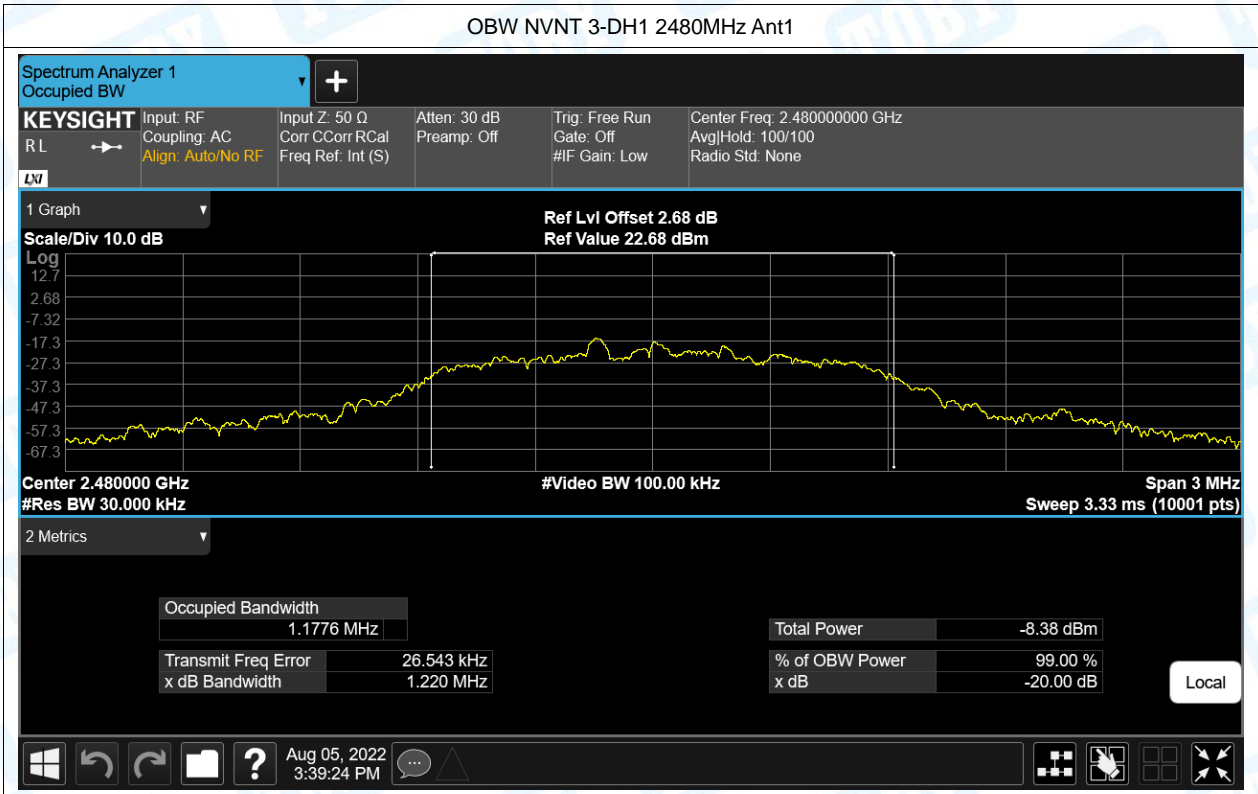 OBW NVNT 3-DH1 2480MHz Ant1
Spectrum Analyzer 1
Occupied BW
KEYSIGHT
RL
LXI
Input: RF
Coupling: AC
Align: Auto/No RF
Input Z: 50 Ω
Corr CCorr RCal
Freq Ref: Int (S)
Atten: 30 dB
Preamp: Off
Trig: Free Run
Gate: Off
#IF Gain: Low
Center Freq: 2.480000000 GHz
Avg|Hold: 100/100
Radio Std: None
1 Graph
Scale/Div 10.0 dB
Ref Lvl Offset 2.68 dB
Ref Value 22.68 dBm
Log
12.7
2.68
-7.32
-17.3
-27.3
-37.3
-47.3
-57.3
-67.3
Center 2.480000 GHz
#Res BW 30.000 kHz
#Video BW 100.00 kHz
Span 3 MHz
Sweep 3.33 ms (10001 pts)
2 Metrics
Occupied Bandwidth
1.1776 MHz
Total Power -8.38 dBm
Transmit Freq Error 26.543 kHz
% of OBW Power 99.00 %
x dB Bandwidth 1.220 MHz
x dB -20.00 dB
Local
Aug 05, 2022
3:39:24 PM